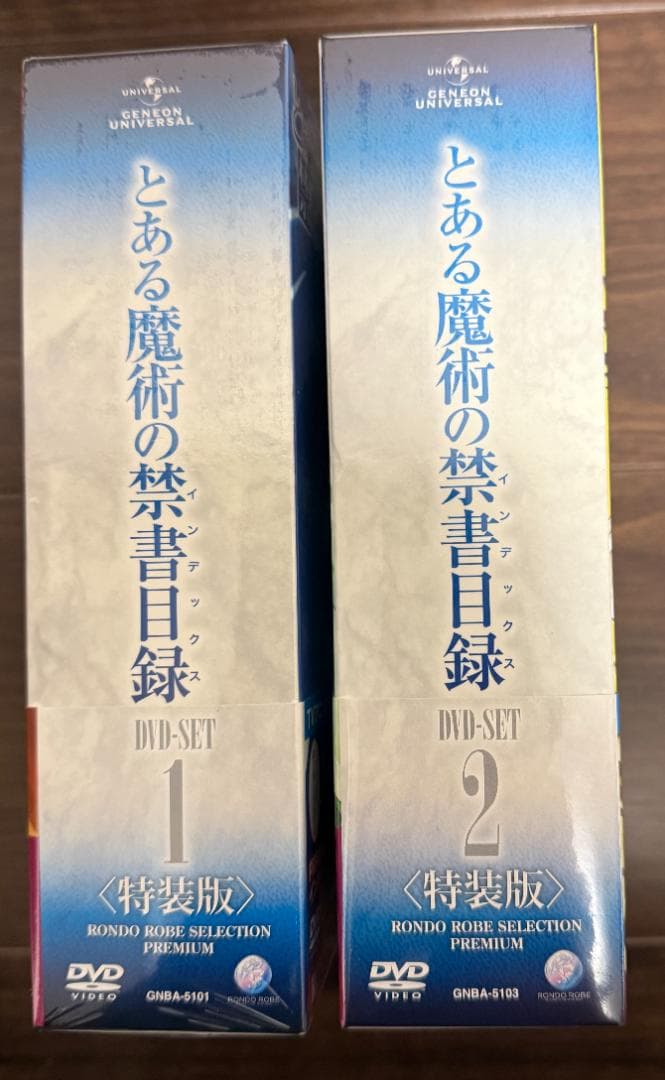 UNIVERSAL
GENEON
UNIVERSAL
とある魔術の禁書目録
インデックス
DVD-SET
1
〈特装版〉
RONDO ROBE SELECTION
PREMIUM
DVD
VIDEO
GNBA-5101
RONDO ROBE
UNIVERSAL
GENEON
UNIVERSAL
とある魔術の禁書目録
インデックス
DVD-SET
2
〈特装版〉
RONDO ROBE SELECTION
PREMIUM
DVD
VIDEO
GNBA-5103
RONDO ROBE